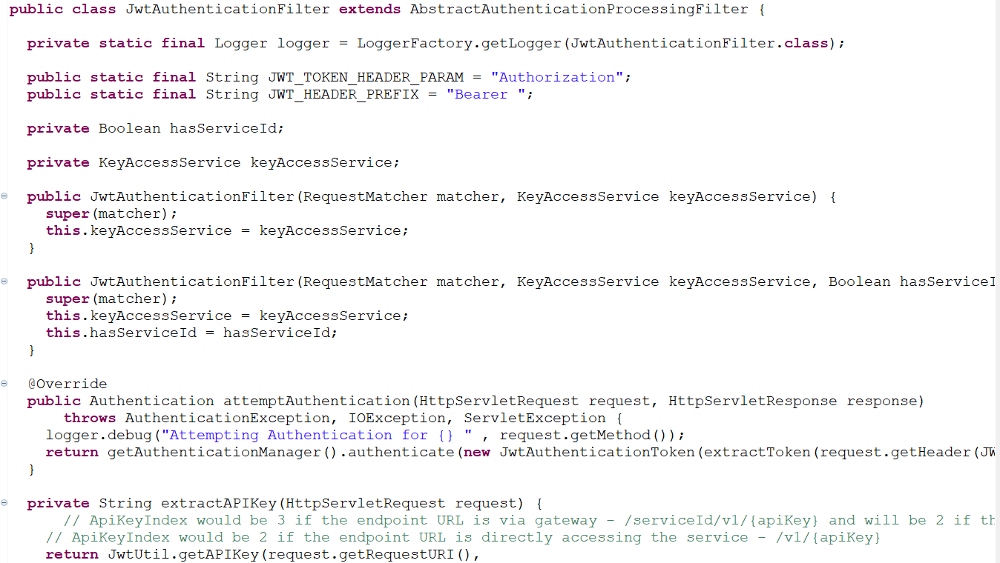 public class JwtAuthenticationFilter extends AbstractAuthenticationProcessingFilter {
private static final Logger logger = LoggerFactory.getLogger(JwtAuthenticationFilter.class);
public static final String JWT_TOKEN_HEADER_PARAM = "Authorization";
public static final String JWT_HEADER_PREFIX = "Bearer ";
private Boolean hasServiceId;
private KeyAccessService keyAccessService;
public JwtAuthenticationFilter(RequestMatcher matcher, KeyAccessService keyAccessService) {
super(matcher);
this.keyAccessService = keyAccessService;
}
public JwtAuthenticationFilter(RequestMatcher matcher, KeyAccessService keyAccessService, Boolean hasServiceI
super(matcher);
this.keyAccessService = keyAccessService;
this.hasServiceId = hasServiceId;
}
@Override
public Authentication attemptAuthentication(HttpServletRequest request, HttpServletResponse response)
throws AuthenticationException, IOException, ServletException {
logger.debug("Attempting Authentication for {} " , request.getMethod());
return getAuthenticationManager().authenticate(new JwtAuthenticationToken(extractToken(request.getHeader(JW
}
private String extractAPIKey(HttpServletRequest request) {
// ApiKeyIndex would be 3 if the endpoint URL is via gateway - /serviceId/v1/{apiKey} and will be 2 if th
// ApiKeyIndex would be 2 if the endpoint URL is directly accessing the service - /v1/{apiKey}
return JwtUtil.getAPIKey(request.getRequestURI(),